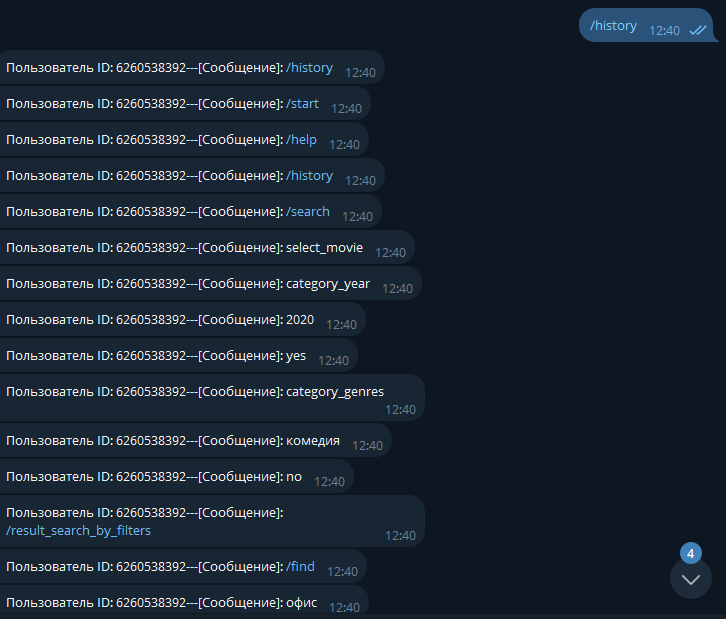 /history 12:40
Пользователь ID: 6260538392---[Сообщение]: /history 12:40
Пользователь ID: 6260538392---[Сообщение]: /start 12:40
Пользователь ID: 6260538392---[Сообщение]: /help 12:40
Пользователь ID: 6260538392---[Сообщение]: /history 12:40
Пользователь ID: 6260538392---[Сообщение]: /search 12:40
Пользователь ID: 6260538392---[Сообщение]: select_movie 12:40
Пользователь ID: 6260538392---[Сообщение]: category_year 12:40
Пользователь ID: 6260538392---[Сообщение]: 2020 12:40
Пользователь ID: 6260538392---[Сообщение]: yes 12:40
Пользователь ID: 6260538392---[Сообщение]: category_genres
12:40
Пользователь ID: 6260538392---[Сообщение]: комедия 12:40
Пользователь ID: 6260538392---[Сообщение]: no 12:40
Пользователь ID: 6260538392---[Сообщение]:
/result_search_by_filters 12:40
Пользователь ID: 6260538392---[Сообщение]: /find 12:40
Пользователь ID: 6260538392---[Сообщение]: офис 12:40
4